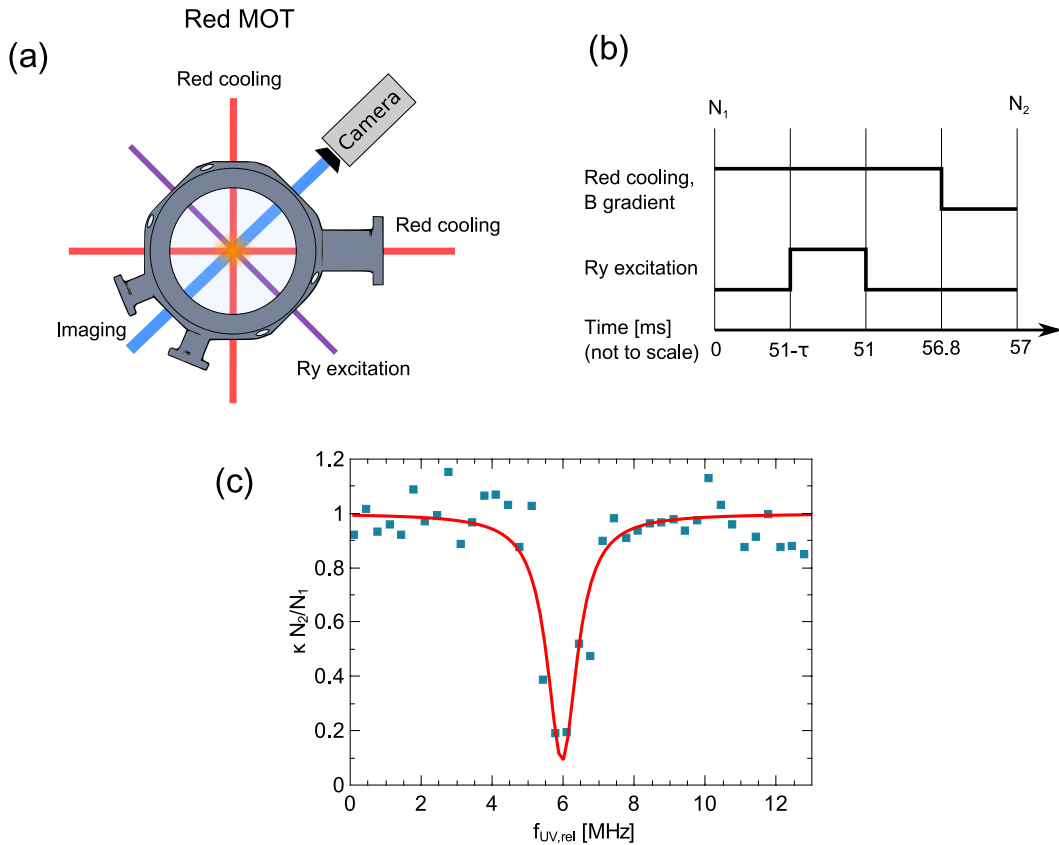 Red MOT
(a)
Red cooling
Camera
Red cooling
Imaging
Ry excitation
(b)
N₁
N₂
Red cooling,
B gradient
Ry excitation
Time [ms]
(not to scale)
0
51-τ
51
56.8
57
(c)
1.2
1
0.8
0.6
0.4
0.2
0
κ N₂/N₁
0
2
4
6
8
10
12
f_UV,rel [MHz]